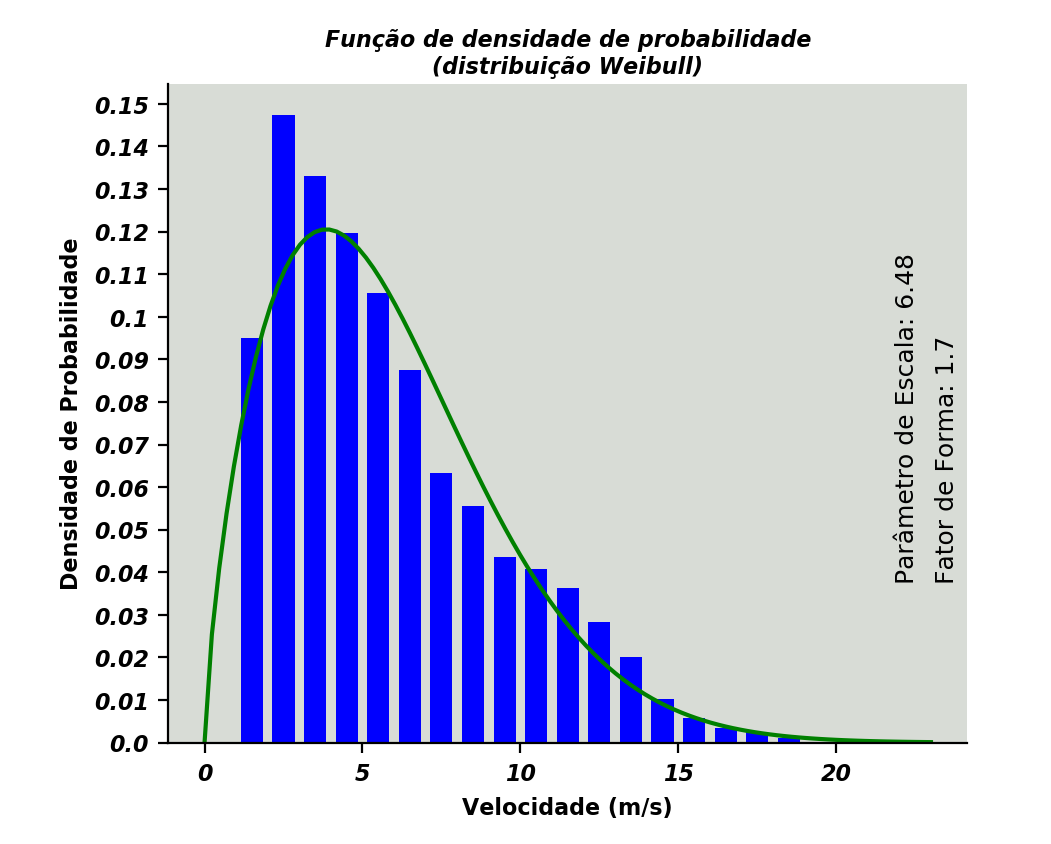 Função de densidade de probabilidade
(distribuição Weibull)
Densidade de Probabilidade
0.15
0.14
0.13
0.12
0.11
0.1
0.09
0.08
0.07
0.06
0.05
0.04
0.03
0.02
0.01
0.0
Parâmetro de Escala: 6.48
Fator de Forma: 1.7
0 5 10 15 20
Velocidade (m/s)